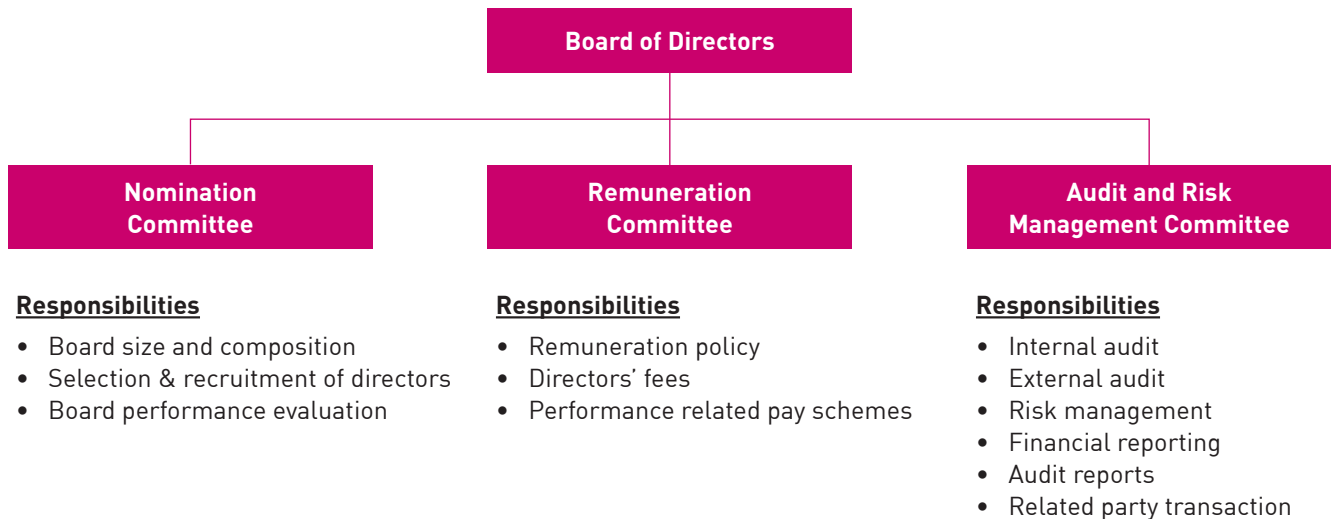 Board of Directors
Nomination
Committee
Responsibilities
• Board size and composition
• Selection & recruitment of directors
• Board performance evaluation
Remuneration
Committee
Responsibilities
• Remuneration policy
• Directors’ fees
• Performance related pay schemes
Audit and Risk
Management Committee
Responsibilities
• Internal audit
• External audit
• Risk management
• Financial reporting
• Audit reports
• Related party transaction